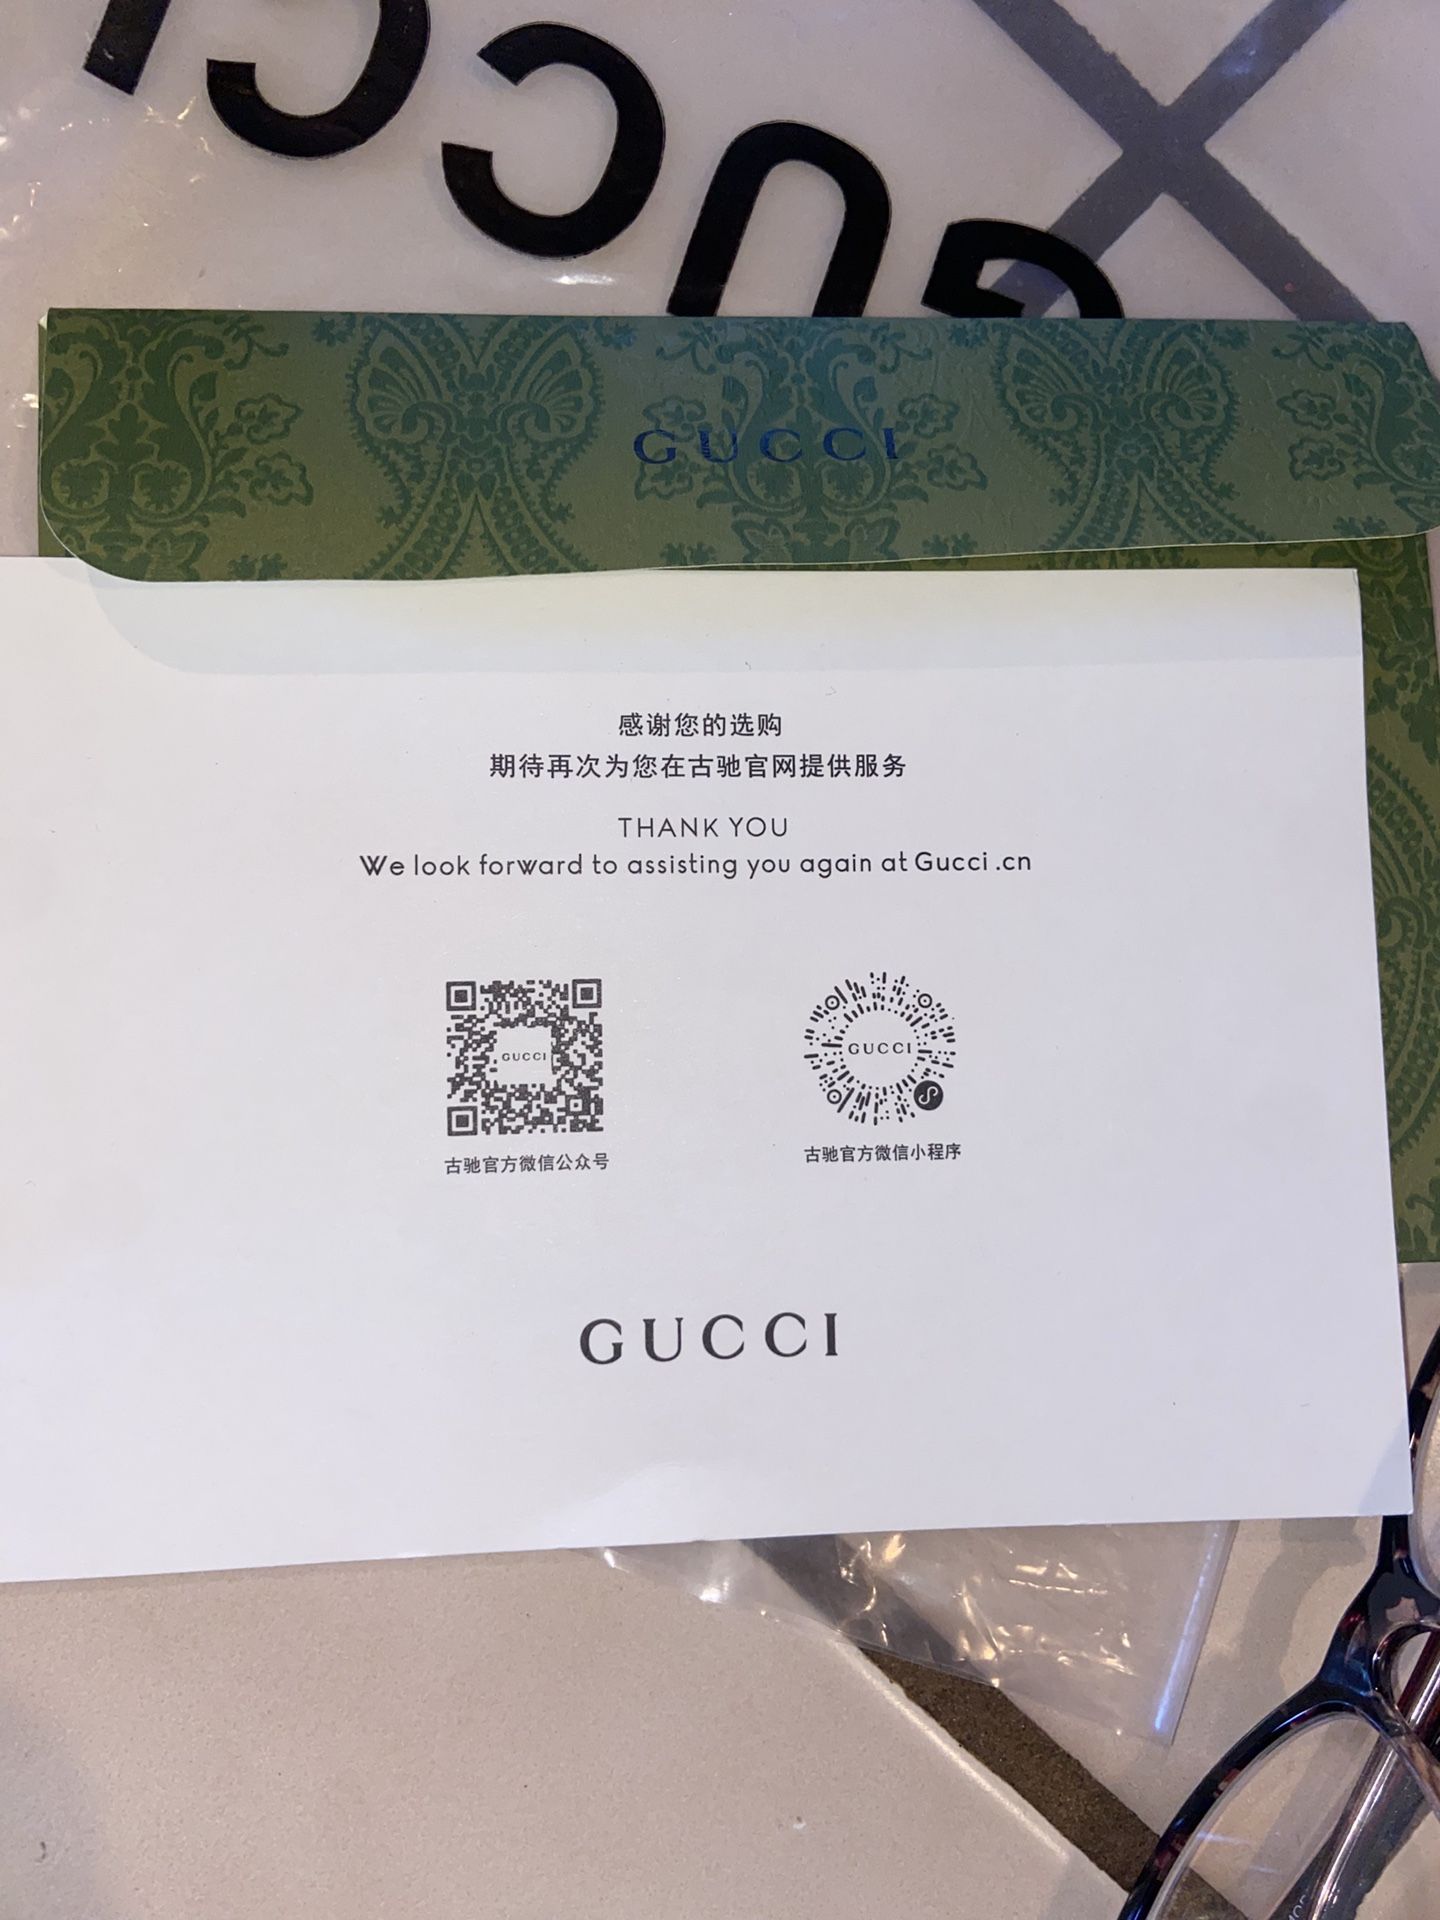 GUCCI
GUCCI
感谢您的选购
期待再次为您在古驰官网提供服务
THANK YOU
We look forward to assisting you again at Gucci.cn
GUCCI
GUCCI
古驰官方微信公众号
古驰官方微信小程序
GUCCI